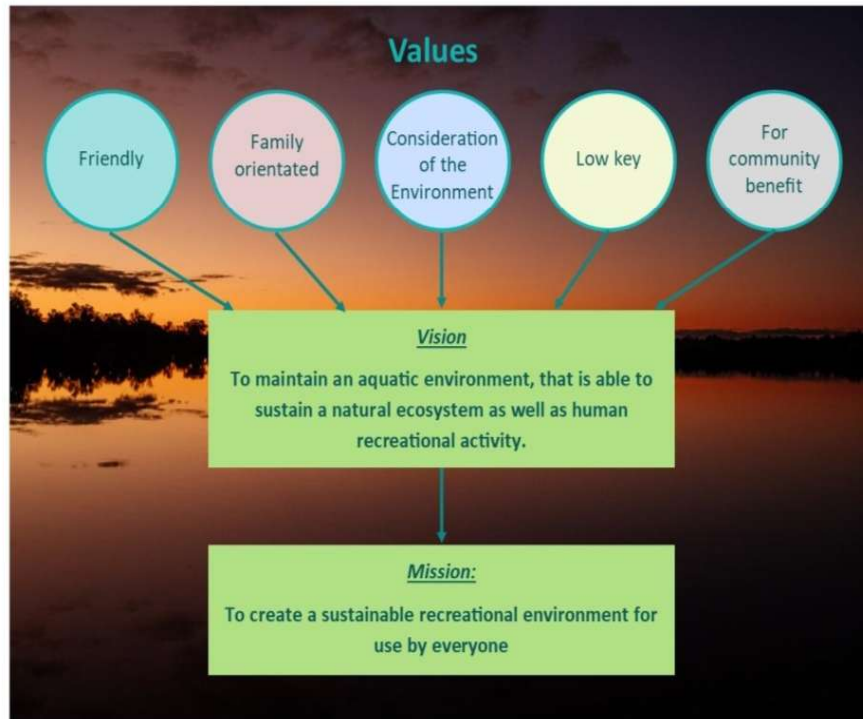 Values
Friendly
Family
orientated
Consideration
of the
Environment
Low key
For
community
benefit
Vision
To maintain an aquatic environment, that is able to
sustain a natural ecosystem as well as human
recreational activity.
Mission:
To create a sustainable recreational environment for
use by everyone